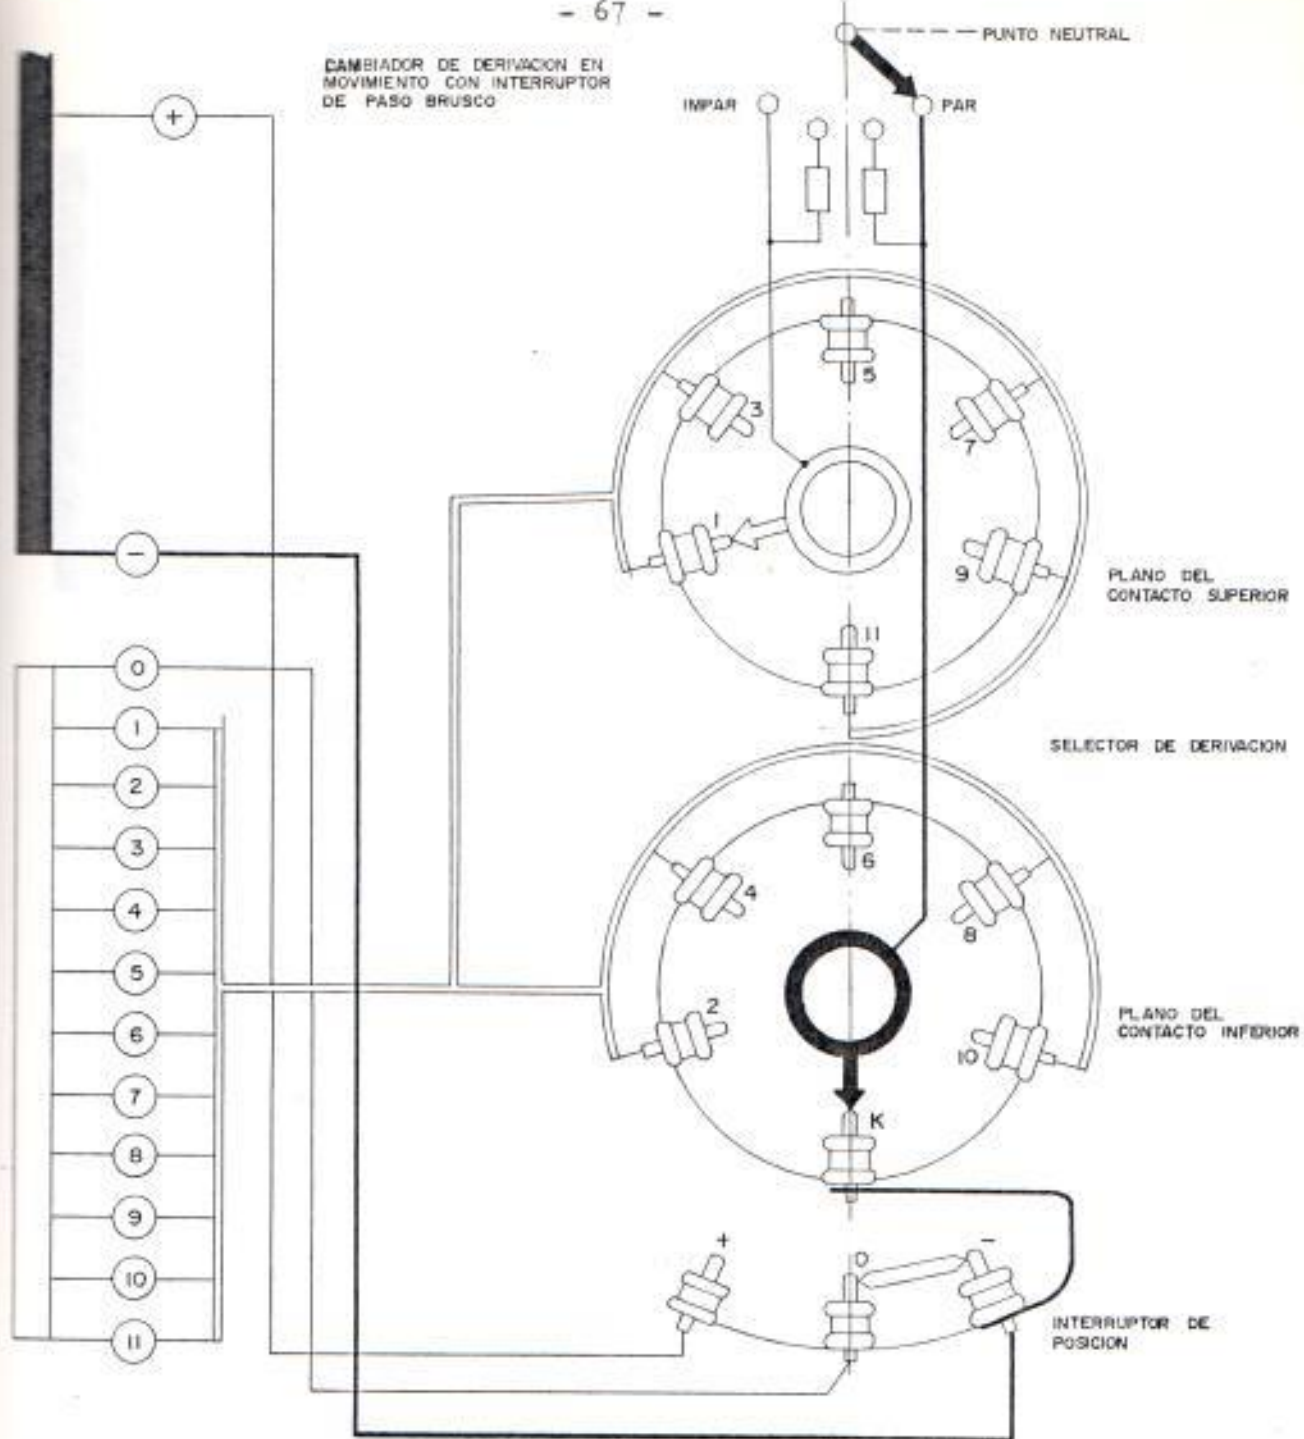 - 67 -
PUNTO NEUTRAL
CAMBIADOR DE DERIVACION EN
MOVIMIENTO CON INTERRUPTOR
DE PASO BRUSCO
IMPAR
PAR
+
5
3
7
1
-
9
PLANO DEL
CONTACTO SUPERIOR
11
0
1
SELECTOR DE DERIVACION
2
3
6
4
4
8
5
2
PLANO DEL
CONTACTO INFERIOR
6
10
7
K
8
9
+
0
-
10
INTERRUPTOR DE
POSICION
11